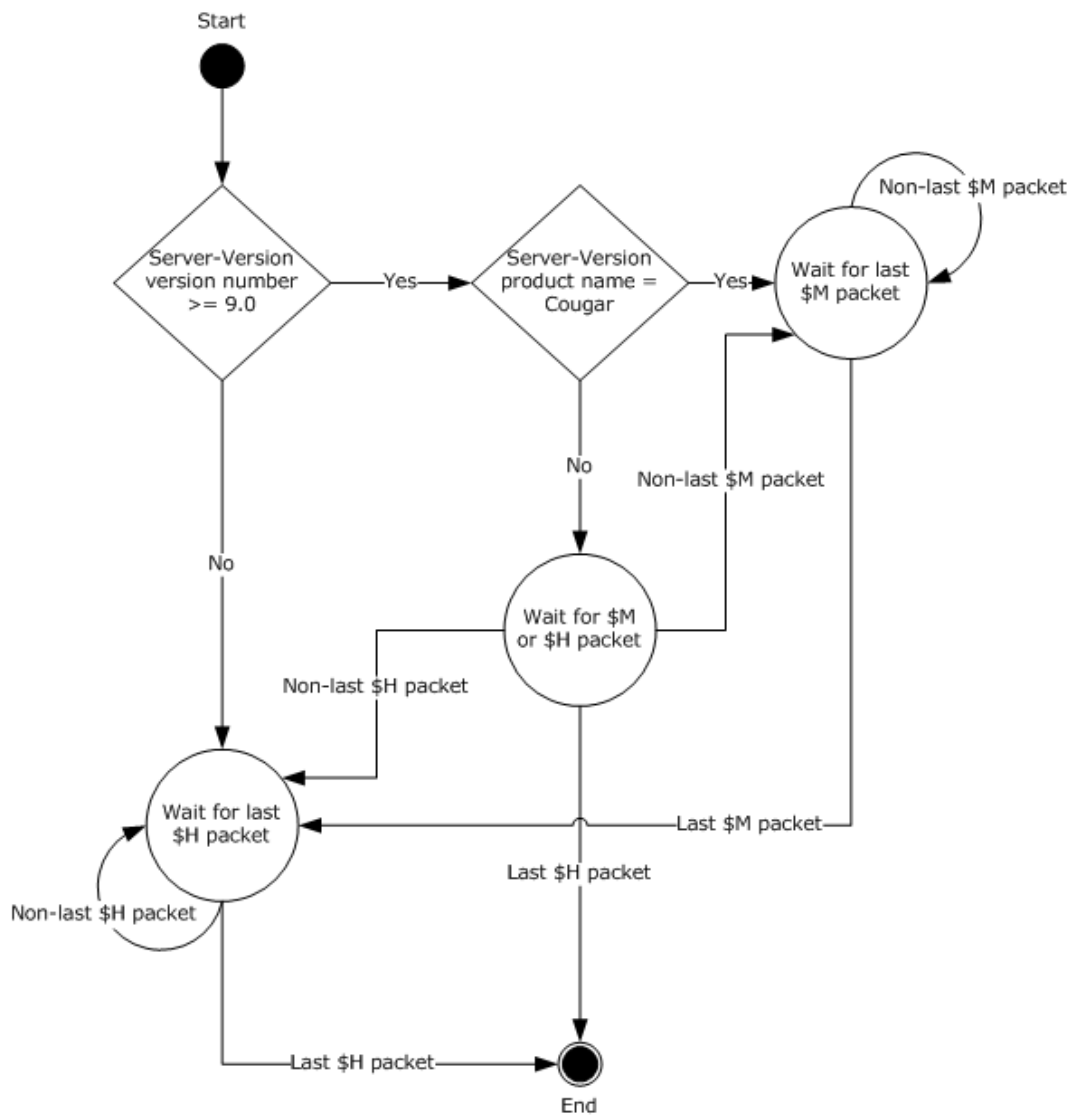 Start
Non-last $M packet
Server-Version
version number
>= 9.0
Yes
Server-Version
product name =
Cougar
Yes
Wait for last
$M packet
No
Non-last $M packet
No
Wait for $M
or $H packet
Non-last $H packet
Wait for last
$H packet
Last $M packet
Last $H packet
Non-last $H packet
Last $H packet
End